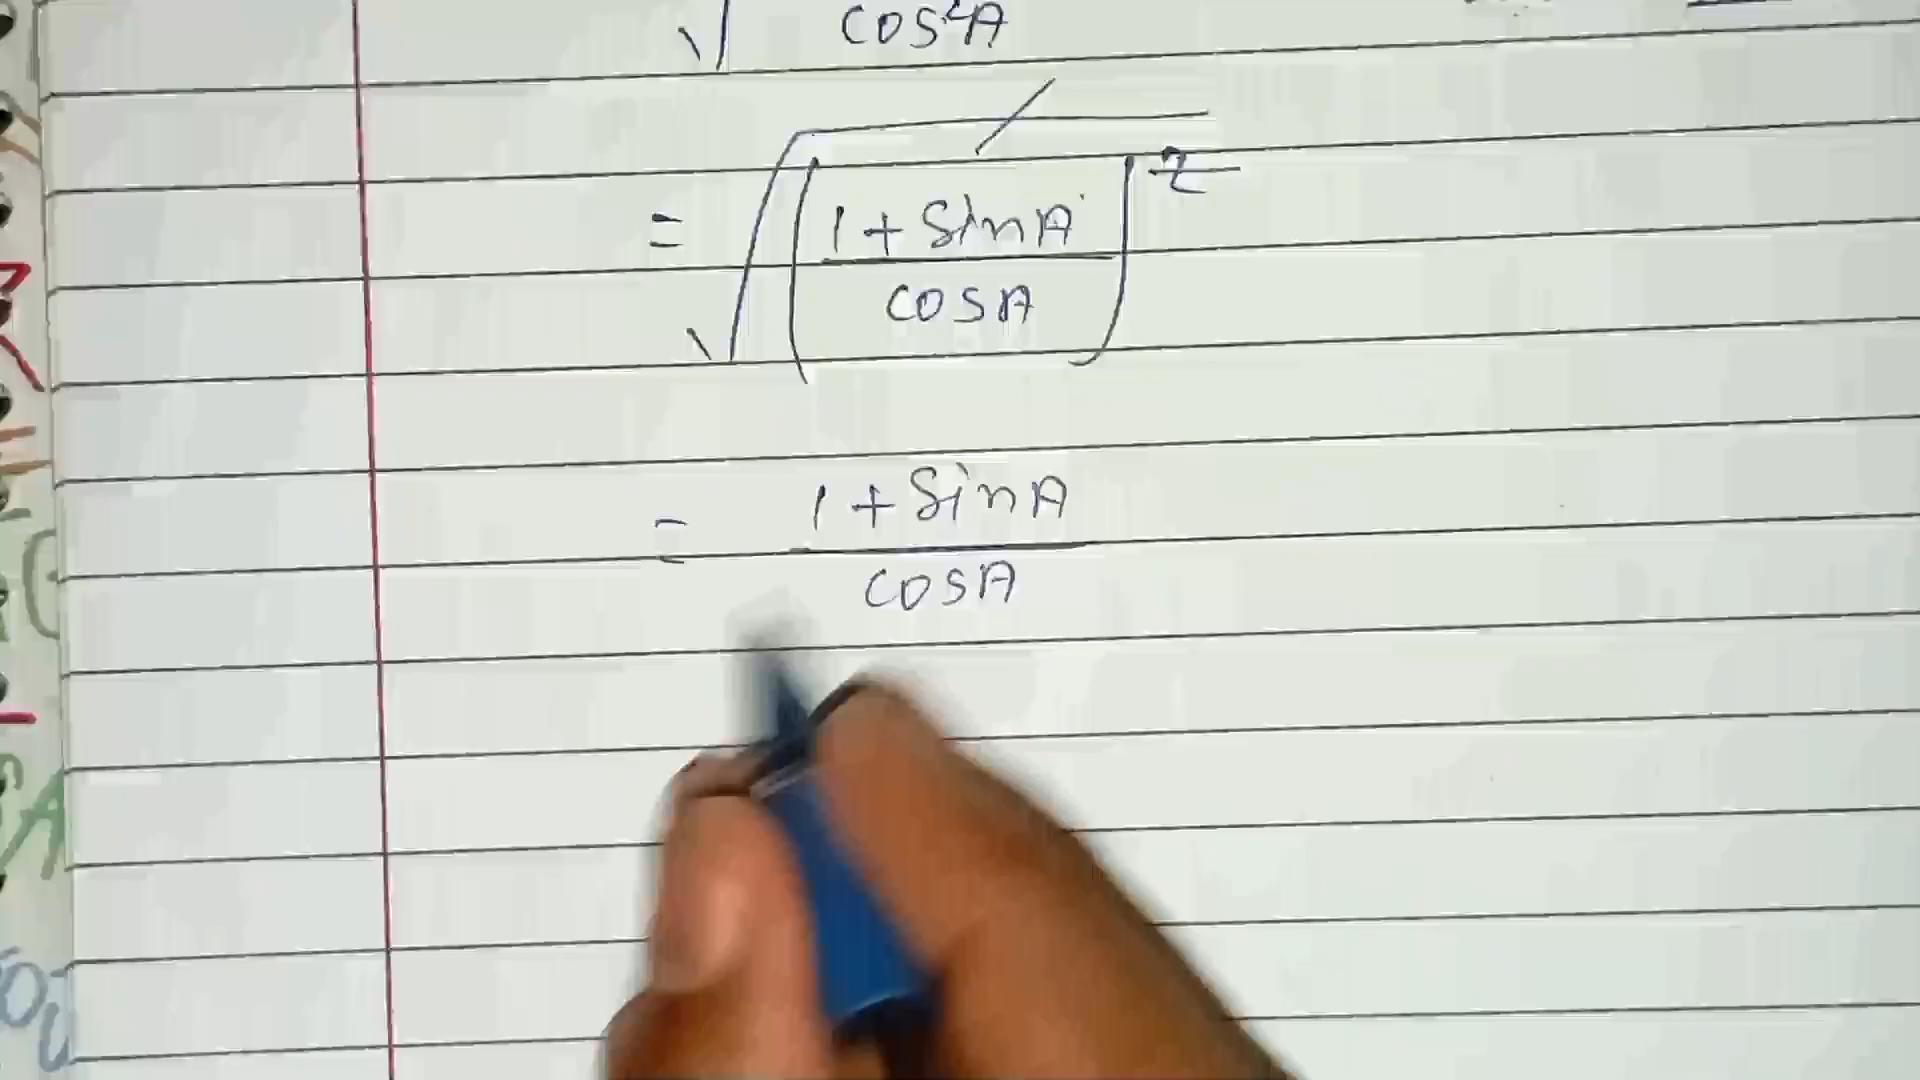 √ cos²A
= √((1 + sinA / cosA)²)
= 1 + sinA / cosA